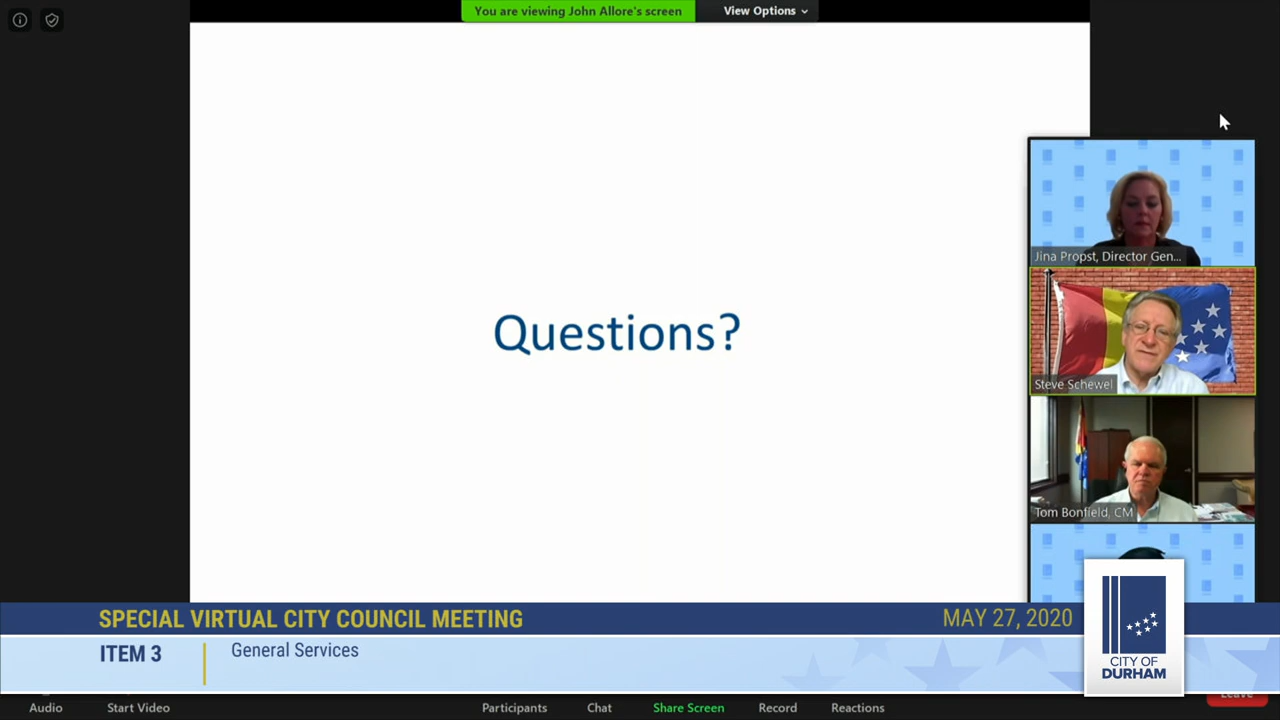 You are viewing John Allore's screen
View Options
Questions?
Jina Propst, Director Gen...
Steve Schewel
Tom Bonfield, CM
SPECIAL VIRTUAL CITY COUNCIL MEETING
MAY 27, 2020
ITEM 3
General Services
CITY OF
DURHAM
Leave
Audio
Start Video
Participants
Chat
Share Screen
Record
Reactions